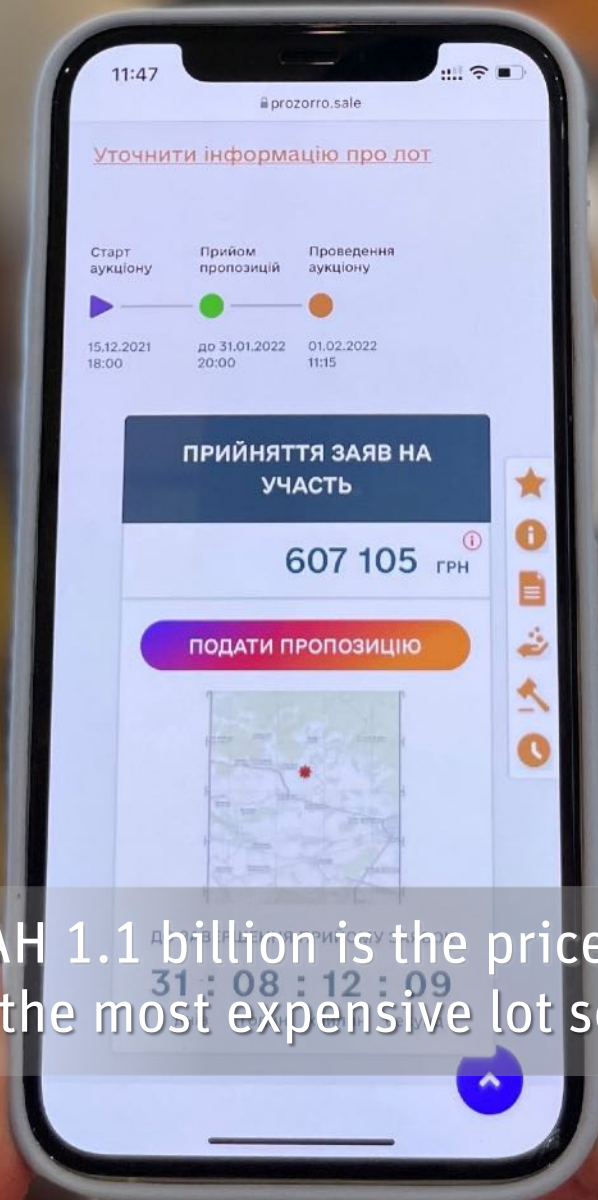 11:47
prozorro.sale
Уточнити інформацію про лот
Старт
аукціону
Прийом
пропозицій
Проведення
аукціону
15.12.2021
18:00
до 31.01.2022
20:00
01.02.2022
11:15
ПРИЙНЯТТЯ ЗАЯВ НА
УЧАСТЬ
607 105 ГРН
ПОДАТИ ПРОПОЗИЦІЮ
AH 1.1 billion is the price
the most expensive lot s
31 : 08 : 12 : 09